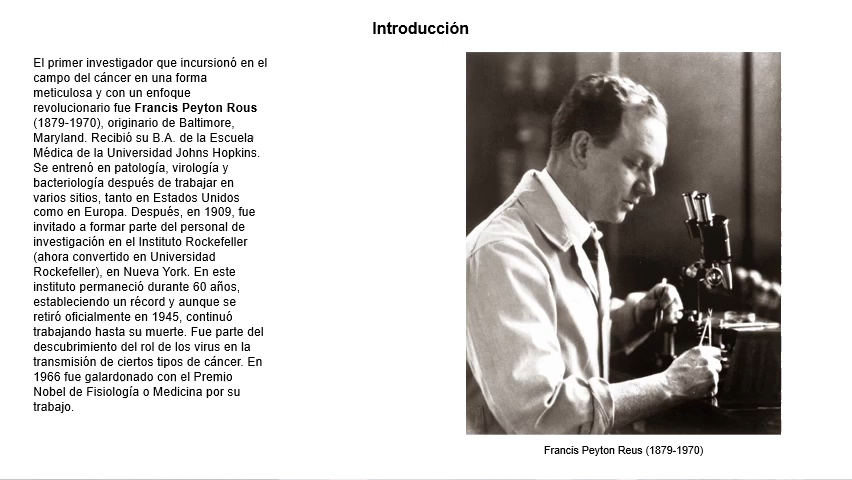 Introducción
El primer investigador que incursionó en el
campo del cáncer en una forma
meticulosa y con un enfoque
revolucionario fue Francis Peyton Rous
(1879-1970), originario de Baltimore,
Maryland. Recibió su B.A. de la Escuela
Médica de la Universidad Johns Hopkins.
Se entrenó en patología, virología y
bacteriología después de trabajar en
varios sitios, tanto en Estados Unidos
como en Europa. Después, en 1909, fue
invitado a formar parte del personal de
investigación en el Instituto Rockefeller
(ahora convertido en Universidad
Rockefeller), en Nueva York. En este
instituto permaneció durante 60 años,
estableciendo un récord y aunque se
retiró oficialmente en 1945, continuó
trabajando hasta su muerte. Fue parte del
descubrimiento del rol de los virus en la
transmisión de ciertos tipos de cáncer. En
1966 fue galardonado con el Premio
Nobel de Fisiología o Medicina por su
trabajo.
Francis Peyton Reus (1879-1970)